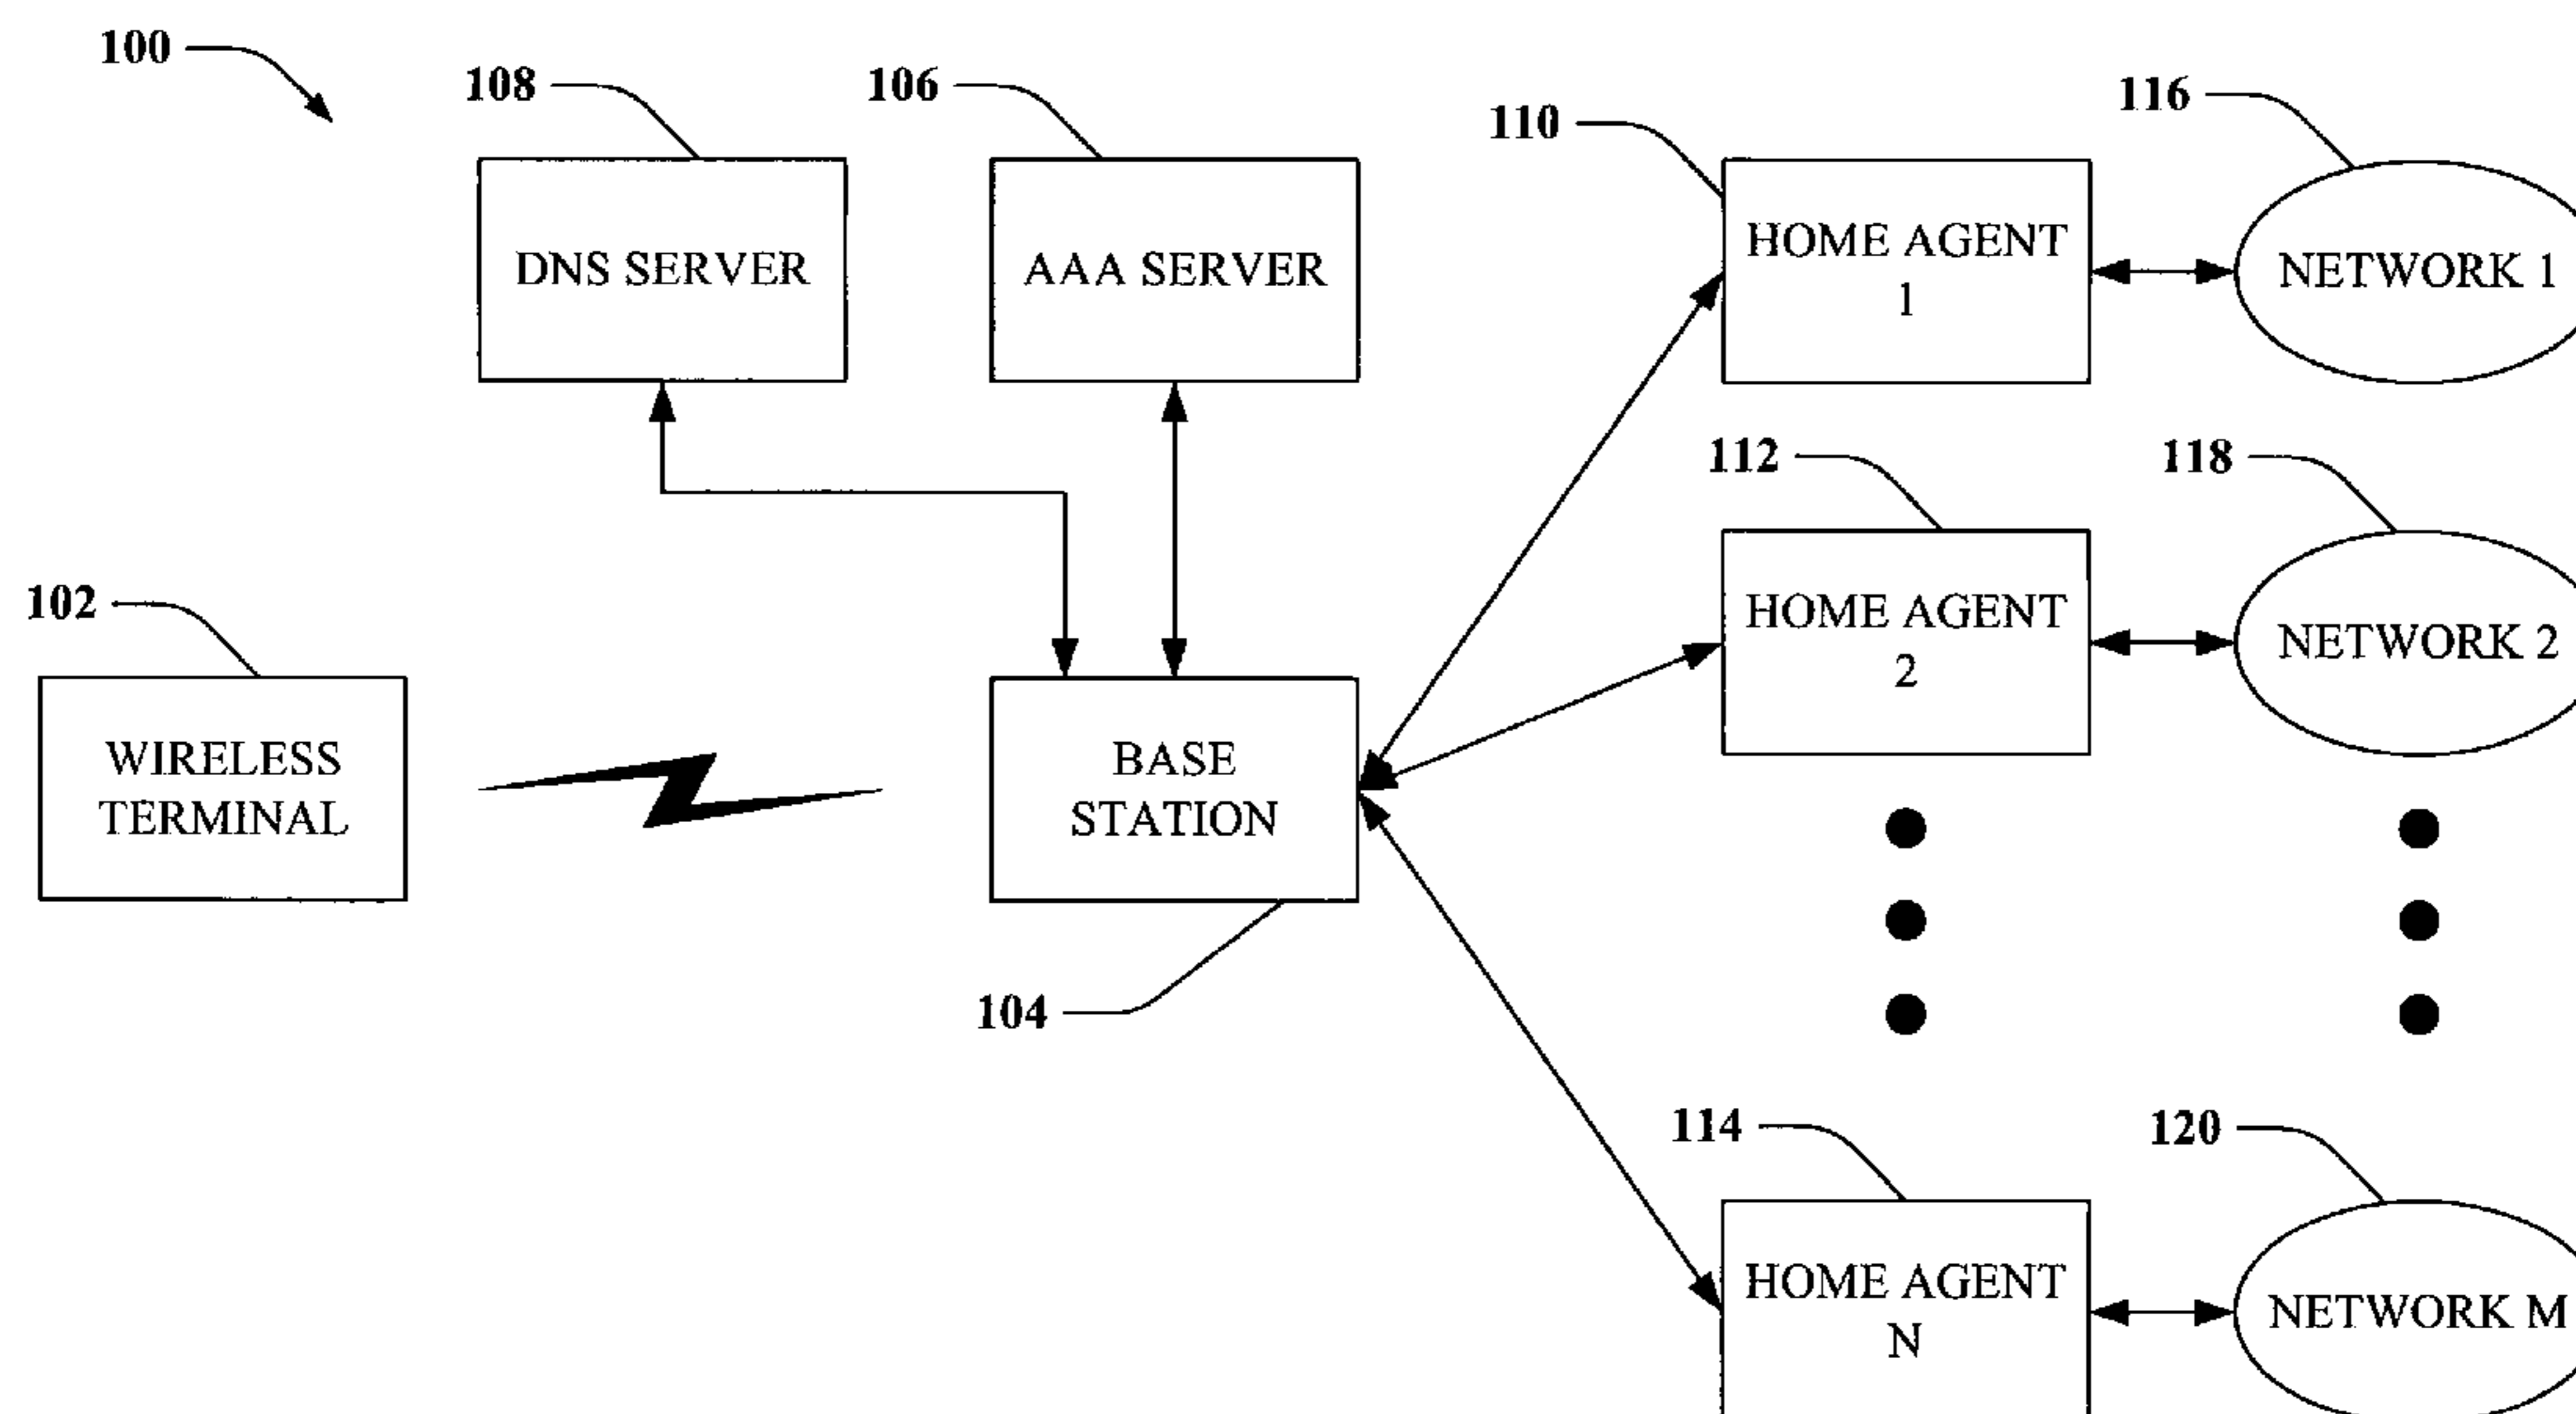 100
108
106
110
116
DNS SERVER
AAA SERVER
HOME AGENT
1
NETWORK 1
112
118
102
HOME AGENT
2
NETWORK 2
WIRELESS
TERMINAL
BASE
STATION
104
114
120
HOME AGENT
N
NETWORK M